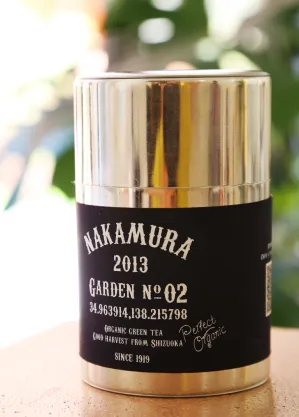 NAKAMURA
2013
GARDEN No 02
34.963914,138.215798
ORGANIC GREEN TEA
GOOD HARVEST FROM SHIZUOKA
Perfect
Organic
SINCE 1919